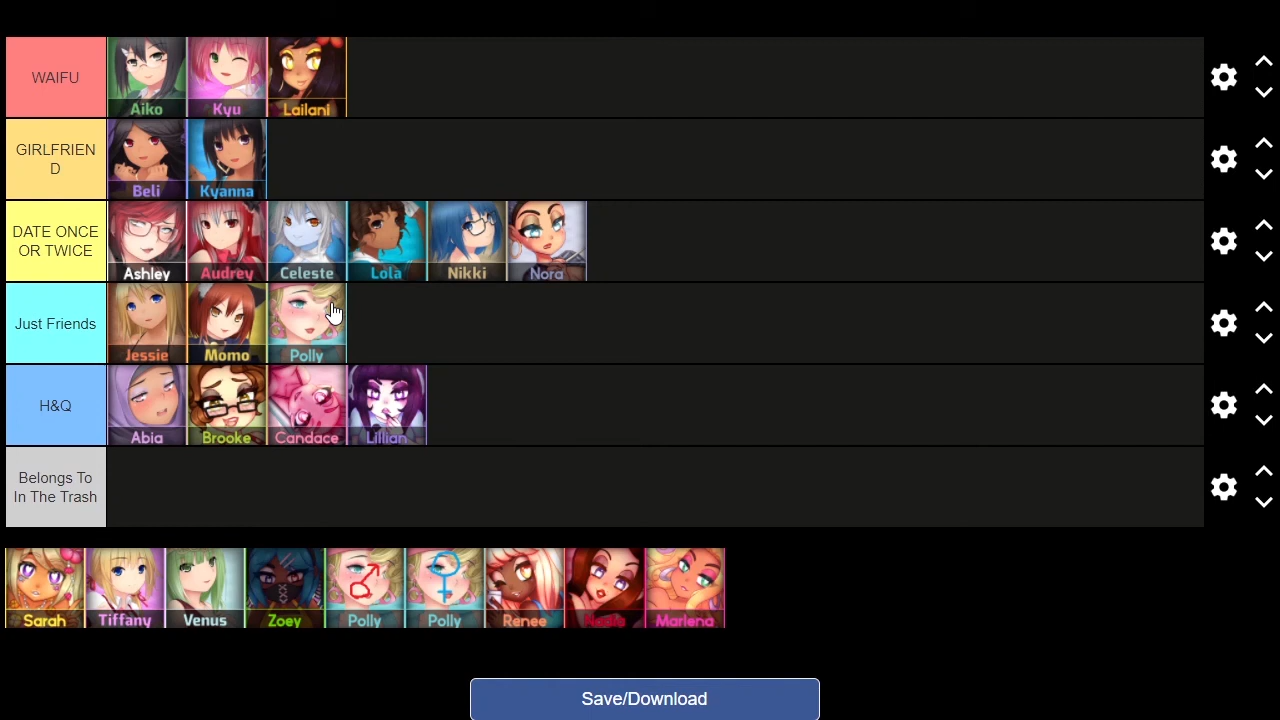 WAIFU
Aiko
Kyu
Lailani
GIRLFRIEN
D
Beli
Kyanna
DATE ONCE
OR TWICE
Ashley
Audrey
Celeste
Lola
Nikki
Nora
Just Friends
Jessie
Momo
Polly
H&Q
Abia
Brooke
Candace
Lillian
Belongs To
In The Trash
Sarah
Tiffany
Venus
Zoey
Polly
Polly
Renee
Marlena
Save/Download